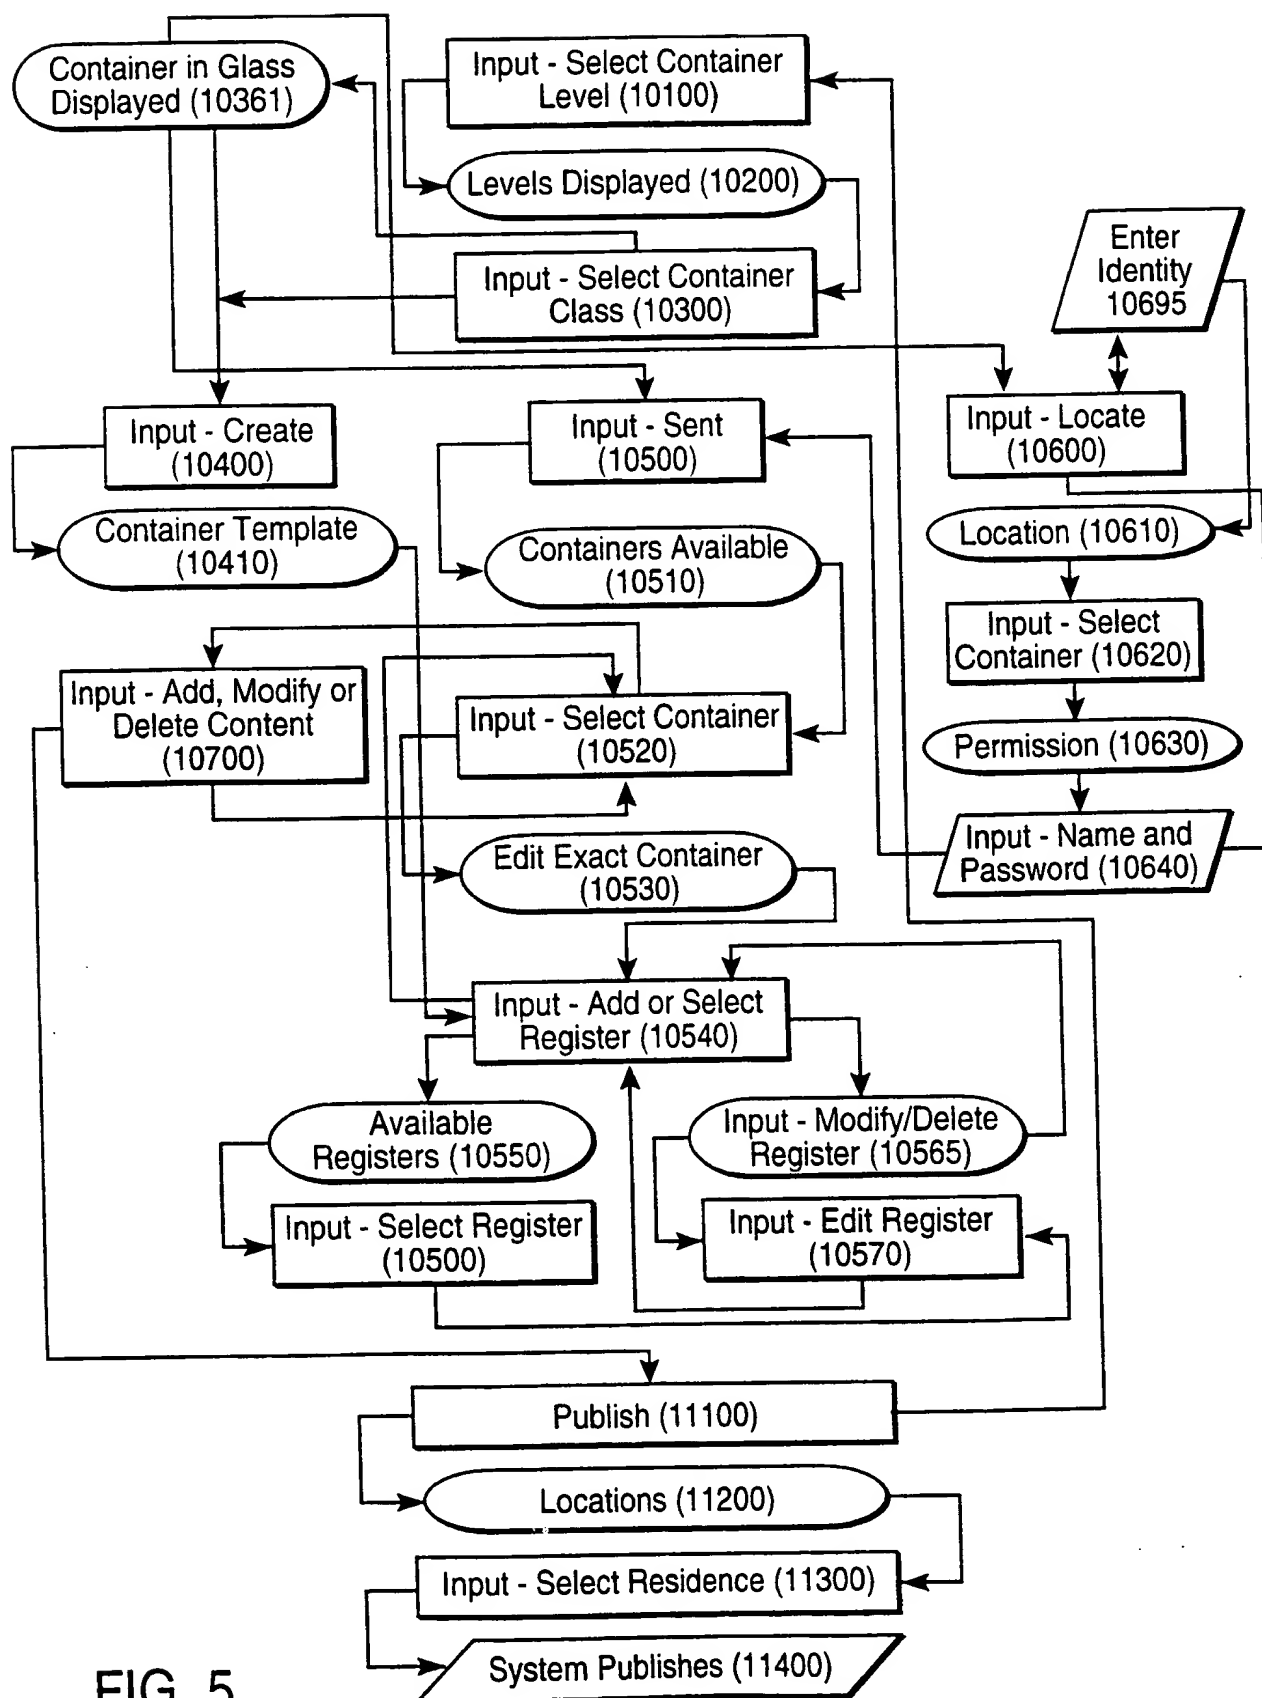 Container in Glass
Displayed (10361)
Input - Select Container
Level (10100)
Levels Displayed (10200)
Input - Select Container
Class (10300)
Enter
Identity
10695
Input - Create
(10400)
Input - Sent
(10500)
Input - Locate
(10600)
Container Template
(10410)
Containers Available
(10510)
Location (10610)
Input - Select
Container (10620)
Input - Add, Modify or
Delete Content
(10700)
Input - Select Container
(10520)
Permission (10630)
Input - Name and
Password (10640)
Edit Exact Container
(10530)
Input - Add or Select
Register (10540)
Available
Registers (10550)
Input - Modify/Delete
Register (10565)
Input - Select Register
(10500)
Input - Edit Register
(10570)
Publish (11100)
Locations (11200)
Input - Select Residence (11300)
System Publishes (11400)
FIG. 5